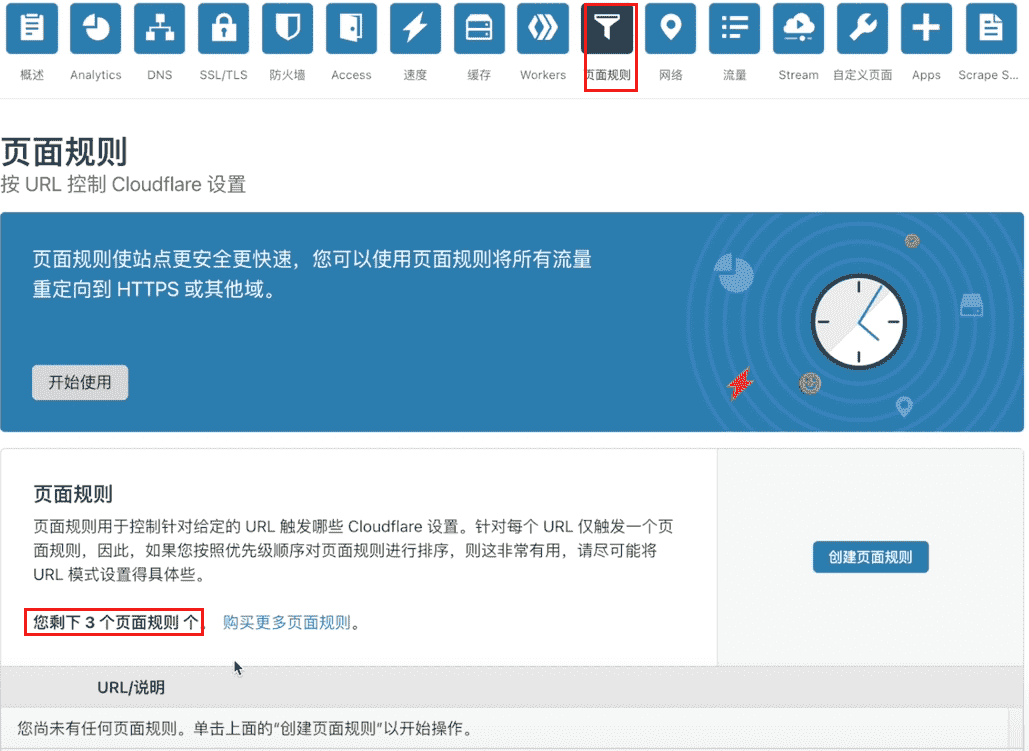 概述 Analytics DNS SSL/TLS 防火墙 Access 速度 缓存 Workers 页面规则 网络 流量 Stream 自定义页面 Apps Scrape S...
页面规则
按 URL 控制 Cloudflare 设置
页面规则使站点更安全更快速，您可以使用页面规则将所有流量
重定向到 HTTPS 或其他域。
开始使用
页面规则
页面规则用于控制针对给定的 URL 触发哪些 Cloudflare 设置。针对每个 URL 仅触发一个页
面规则，因此，如果您按照优先级顺序对页面规则进行排序，则这非常有用，请尽可能将
URL 模式设置得具体些。
创建页面规则
您剩下 3 个页面规则 个。 购买更多页面规则。
URL/说明
您尚未有任何页面规则。单击上面的“创建页面规则”以开始操作。